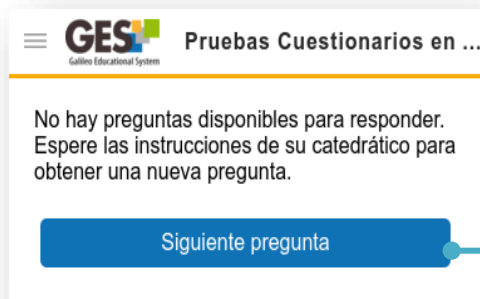 GES
Galileo Educational System
Pruebas Cuestionarios en ...
No hay preguntas disponibles para responder.
Espere las instrucciones de su catedrático para
obtener una nueva pregunta.
Siguiente pregunta